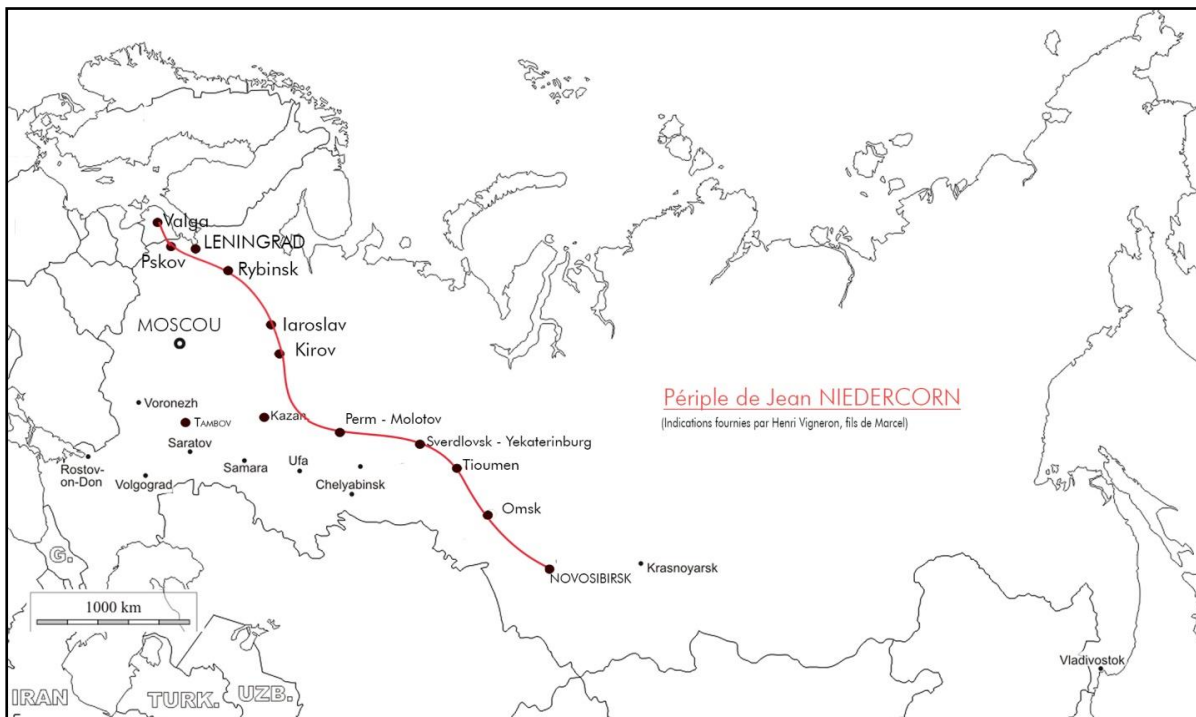 Valga
LENINGRAD
Pskov
Rybinsk
Iaroslav
MOSCOU
Kirov
Périple de Jean NIEDERCORN
(Indications fournies par Henri Vigneron, fils de Marcel)
Voronezh
Kazan
TAMBOV
Perm - Molotov
Sverdlovsk - Yekaterinburg
Saratov
Rostov-
on-Don
Samara
Ufa
Tioumen
Volgograd
Chelyabinsk
Omsk
G.
NOVOSIBIRSK
Krasnoyarsk
1000 km
Vladivostok
IRAN
TURK.
UZB.